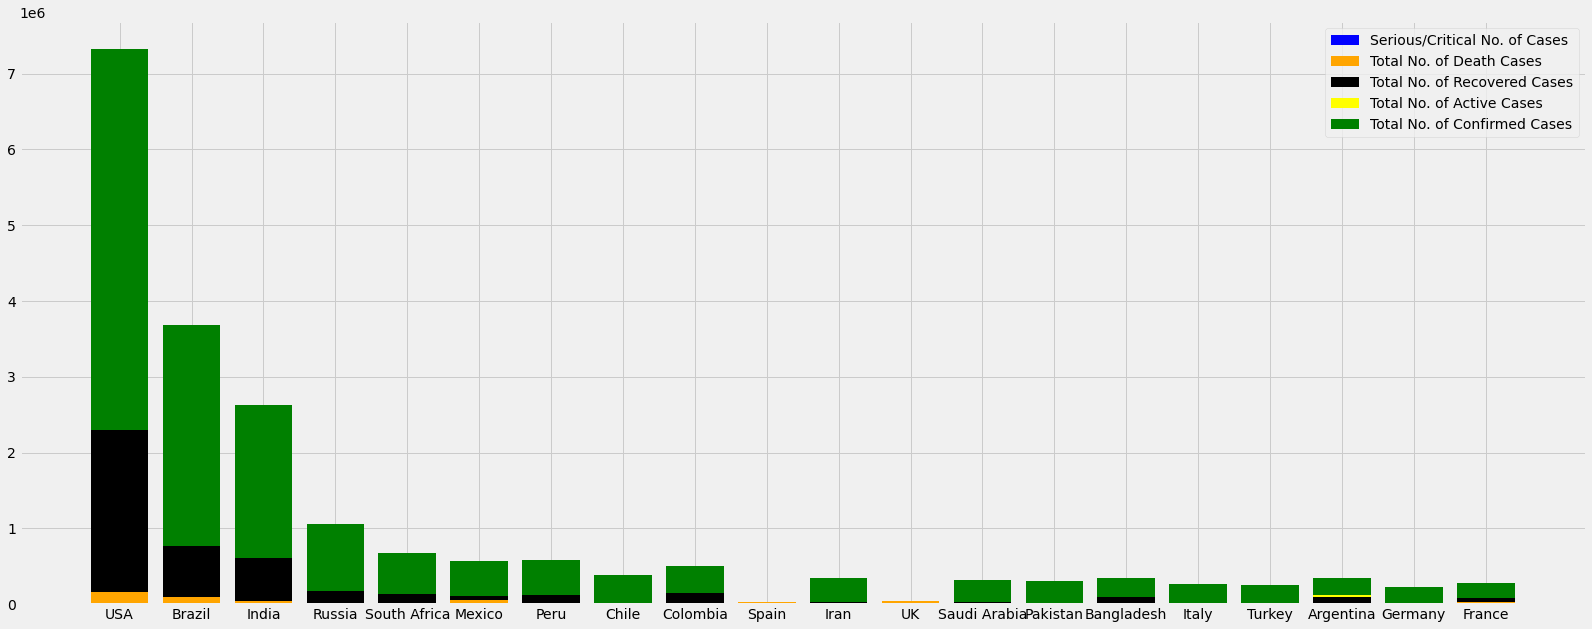 1e6
Serious/Critical No. of Cases
Total No. of Death Cases
Total No. of Recovered Cases
Total No. of Active Cases
Total No. of Confirmed Cases
7
6
5
4
3
2
1
0
USA Brazil India Russia South Africa Mexico Peru Chile Colombia Spain Iran UK Saudi Arabia Pakistan Bangladesh Italy Turkey Argentina Germany France